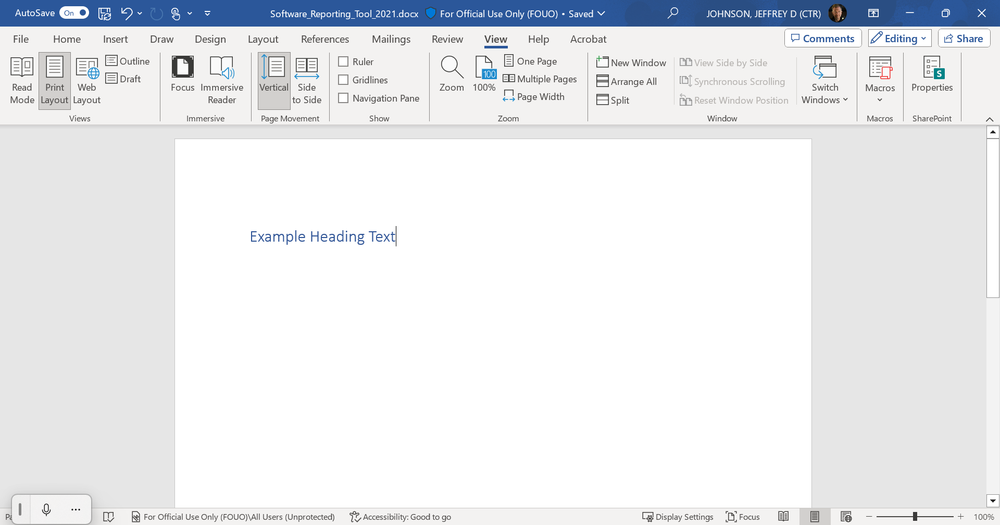 AutoSave On Software_Reporting_Tool_2021.docx For Official Use Only (FOUO) • Saved JOHNSON, JEFFREY D (CTR)
File Home Insert Draw Design Layout References Mailings Review View Help Acrobat Comments Editing Share
Read Mode
Print Layout
Web Layout
Outline
Draft
Views
Focus
Immersive Reader
Immersive
Vertical
Side to Side
Page Movement
Ruler
Gridlines
Navigation Pane
Show
Zoom
100
100%
One Page
Multiple Pages
Page Width
Zoom
New Window
Arrange All
Split
View Side by Side
Synchronous Scrolling
Reset Window Position
Switch Windows
Window
Macros
Macros
S
Properties
SharePoint
Example Heading Text
For Official Use Only (FOUO)\All Users (Unprotected) Accessibility: Good to go Display Settings Focus 100%